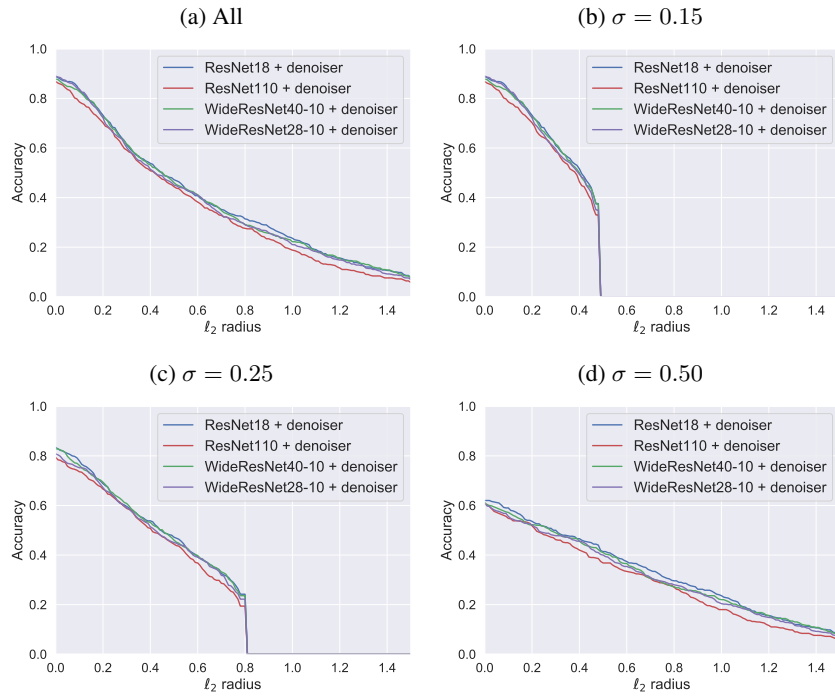 (a) All
1.0
0.8
0.6
0.4
0.2
0.0
Accuracy
ResNet18 + denoiser
ResNet110 + denoiser
WideResNet40-10 + denoiser
WideResNet28-10 + denoiser
0.0 0.2 0.4 0.6 0.8 1.0 1.2 1.4
ℓ₂ radius
(b) σ = 0.15
1.0
0.8
0.6
0.4
0.2
0.0
Accuracy
ResNet18 + denoiser
ResNet110 + denoiser
WideResNet40-10 + denoiser
WideResNet28-10 + denoiser
0.0 0.2 0.4 0.6 0.8 1.0 1.2 1.4
ℓ₂ radius
(c) σ = 0.25
1.0
0.8
0.6
0.4
0.2
0.0
Accuracy
ResNet18 + denoiser
ResNet110 + denoiser
WideResNet40-10 + denoiser
WideResNet28-10 + denoiser
0.0 0.2 0.4 0.6 0.8 1.0 1.2 1.4
ℓ₂ radius
(d) σ = 0.50
1.0
0.8
0.6
0.4
0.2
0.0
Accuracy
ResNet18 + denoiser
ResNet110 + denoiser
WideResNet40-10 + denoiser
WideResNet28-10 + denoiser
0.0 0.2 0.4 0.6 0.8 1.0 1.2 1.4
ℓ₂ radius